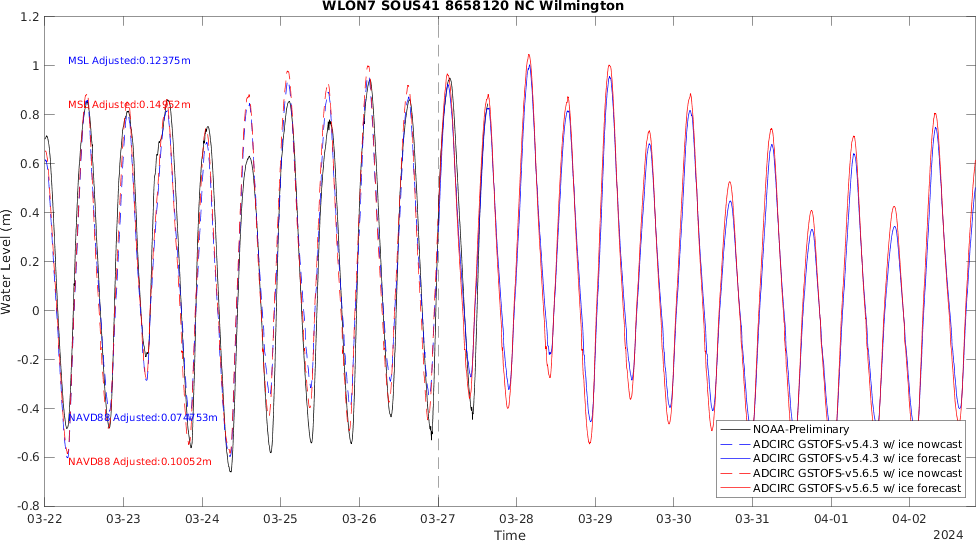 WLON7 SOUS41 8658120 NC Wilmington
1.2
1
0.8
0.6
0.4
0.2
0
-0.2
-0.4
-0.6
-0.8
Water Level (m)
MSL Adjusted:0.12375m
MSL Adjusted:0.14952m
NAVD88 Adjusted:0.074753m
NAVD88 Adjusted:0.10052m
NOAA-Preliminary
ADCIRC GSTOFS-v5.4.3 w/ ice nowcast
ADCIRC GSTOFS-v5.4.3 w/ ice forecast
ADCIRC GSTOFS-v5.6.5 w/ ice nowcast
ADCIRC GSTOFS-v5.6.5 w/ ice forecast
03-22 03-23 03-24 03-25 03-26 03-27 03-28 03-29 03-30 03-31 04-01 04-02
Time
2024